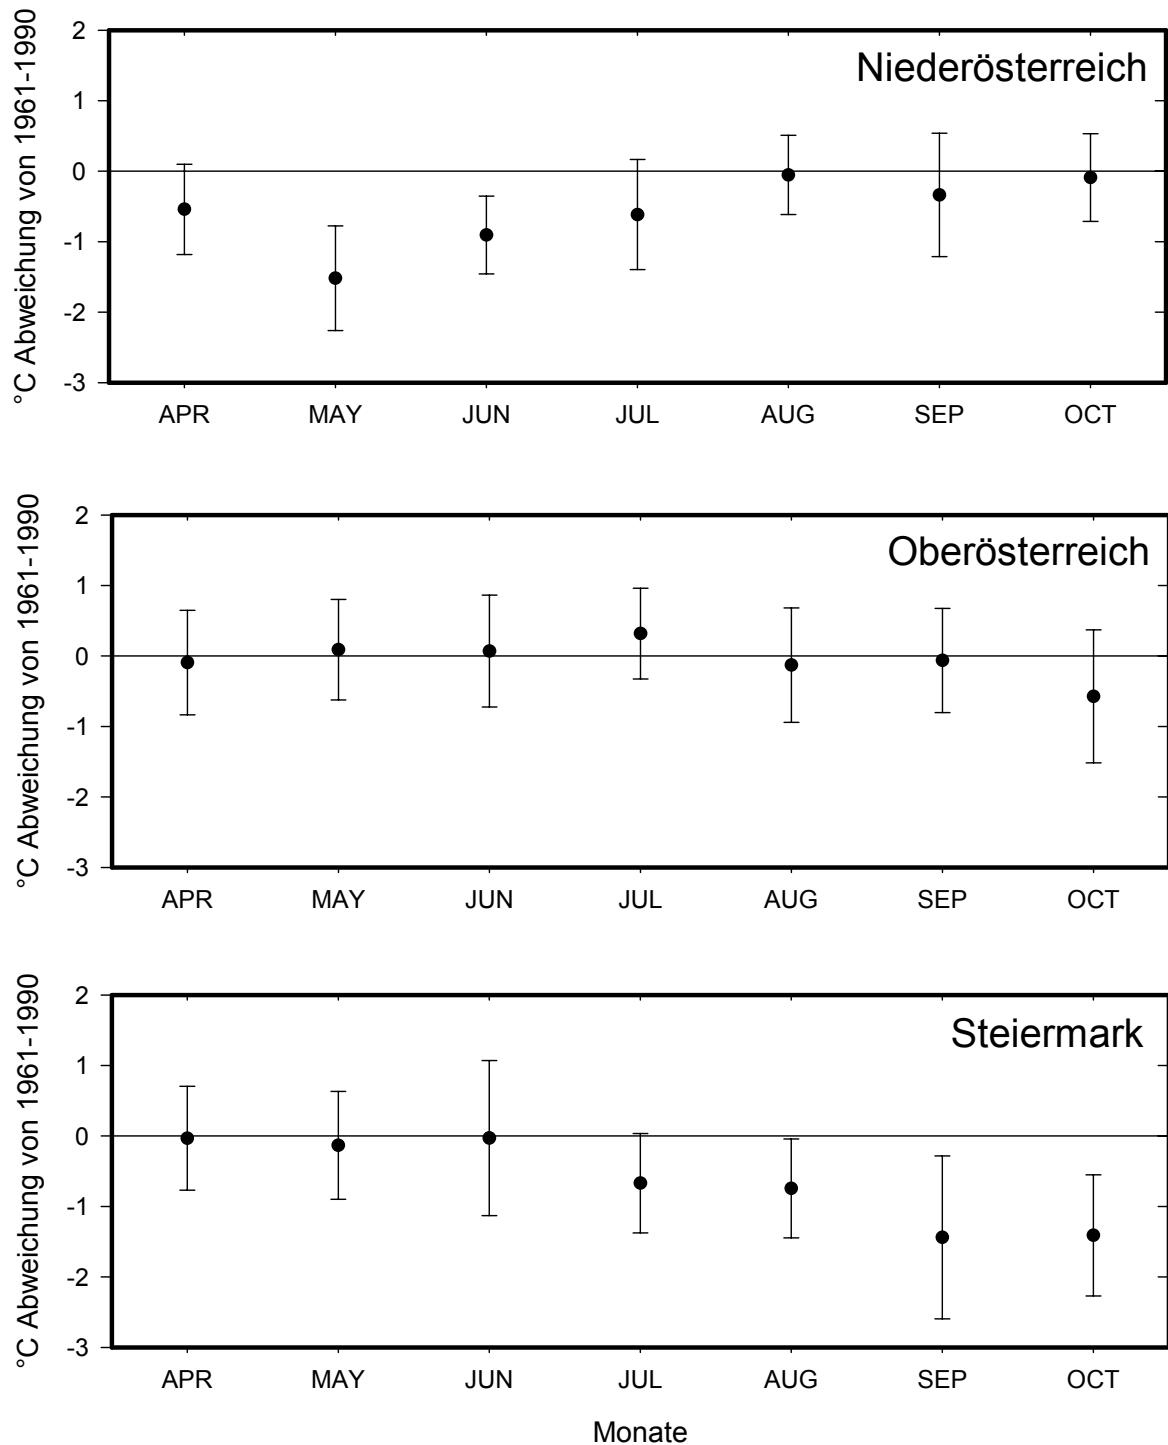 °C Abweichung von 1961-1990
2
1
0
-1
-2
-3
Niederösterreich
APR MAY JUN JUL AUG SEP OCT
°C Abweichung von 1961-1990
2
1
0
-1
-2
-3
Oberösterreich
APR MAY JUN JUL AUG SEP OCT
°C Abweichung von 1961-1990
2
1
0
-1
-2
-3
Steiermark
APR MAY JUN JUL AUG SEP OCT
Monate